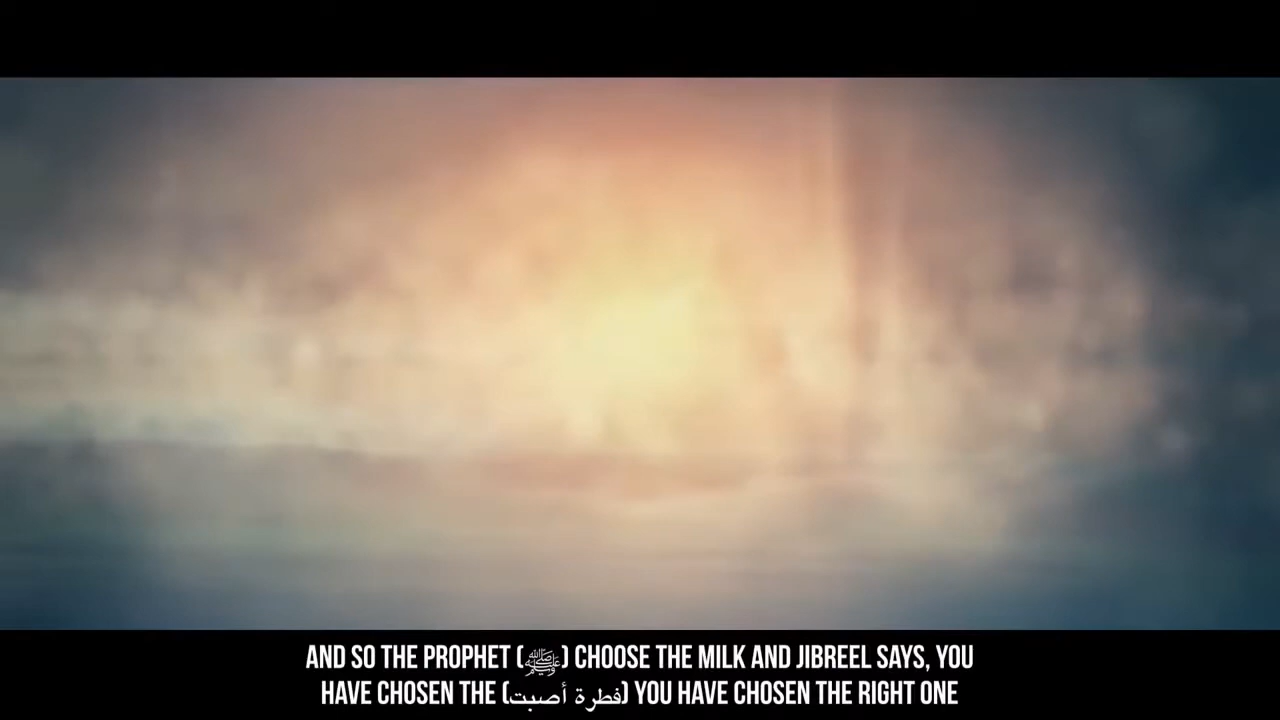 AND SO THE PROPHET (ﷺ) CHOOSE THE MILK AND JIBREEL SAYS, YOU
HAVE CHOSEN THE (فطرة أصبت) YOU HAVE CHOSEN THE RIGHT ONE